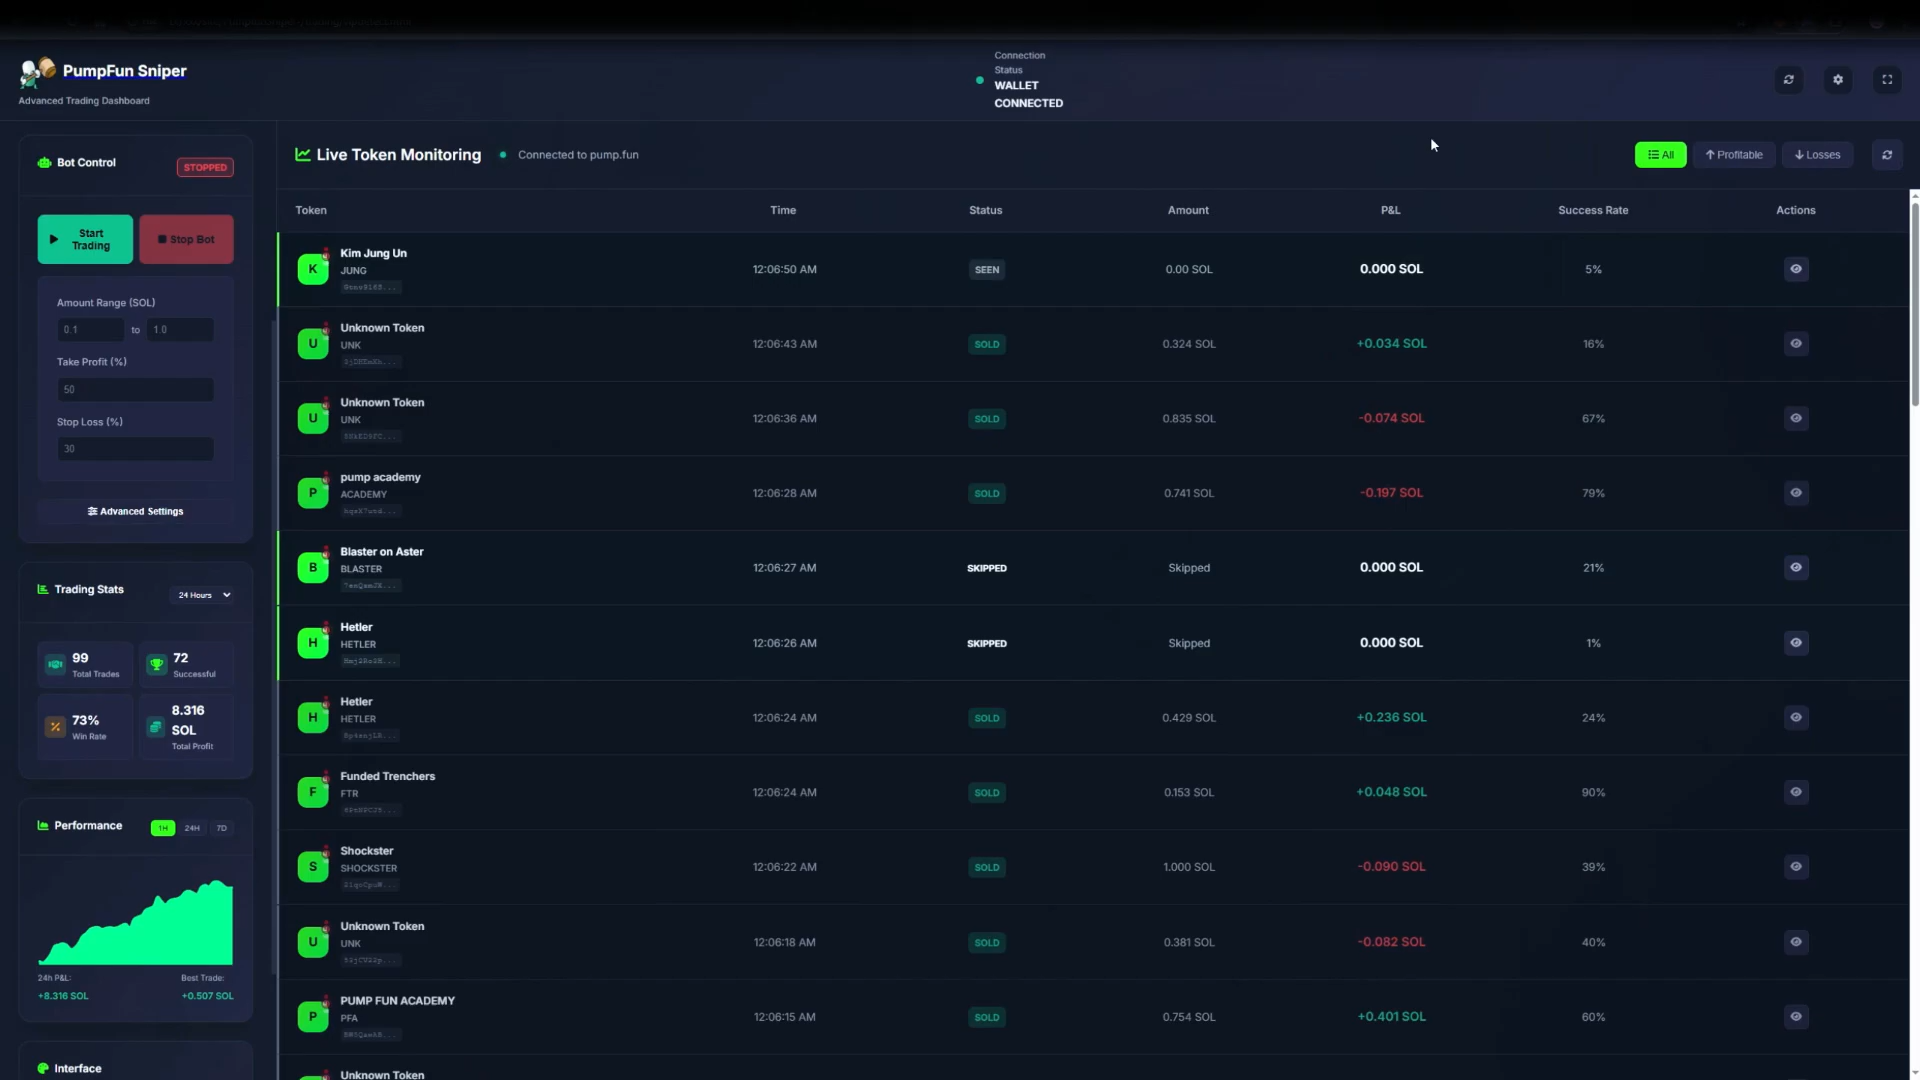 PumpFun Sniper
Advanced Trading Dashboard
Connection
Status
WALLET
CONNECTED
Bot Control
STOPPED
Start
Trading
Stop Bot
Amount Range (SOL)
0.1 to 1.0
Take Profit (%)
50
Stop Loss (%)
30
Advanced Settings
Trading Stats
24 Hours
99
Total Trades
72
Successful
73%
Win Rate
8.316
SOL
Total Profit
Performance
1H 24H 7D
24h P&L:
+8.316 SOL
Best Trade:
+0.507 SOL
Interface
Live Token Monitoring
Connected to pump.fun
All
Profitable
Losses
Token Time Status Amount P&L Success Rate Actions
Kim Jung Un
JUNG
12:06:50 AM SEEN 0.00 SOL 0.000 SOL 5%
Unknown Token
UNK
12:06:43 AM SOLD 0.324 SOL +0.034 SOL 16%
Unknown Token
UNK
12:06:36 AM SOLD 0.835 SOL -0.074 SOL 67%
pump academy
ACADEMY
12:06:28 AM SOLD 0.741 SOL -0.197 SOL 79%
Blaster on Aster
BLASTER
12:06:27 AM SKIPPED Skipped 0.000 SOL 21%
Hetler
HETLER
12:06:26 AM SKIPPED Skipped 0.000 SOL 1%
Hetler
HETLER
12:06:24 AM SOLD 0.429 SOL +0.236 SOL 24%
Funded Trenchers
FTR
12:06:24 AM SOLD 0.153 SOL +0.048 SOL 90%
Shockster
SHOCKSTER
12:06:22 AM SOLD 1.000 SOL -0.090 SOL 39%
Unknown Token
UNK
12:06:18 AM SOLD 0.381 SOL -0.082 SOL 40%
PUMP FUN ACADEMY
PFA
12:06:15 AM SOLD 0.754 SOL +0.401 SOL 60%
Unknown Token